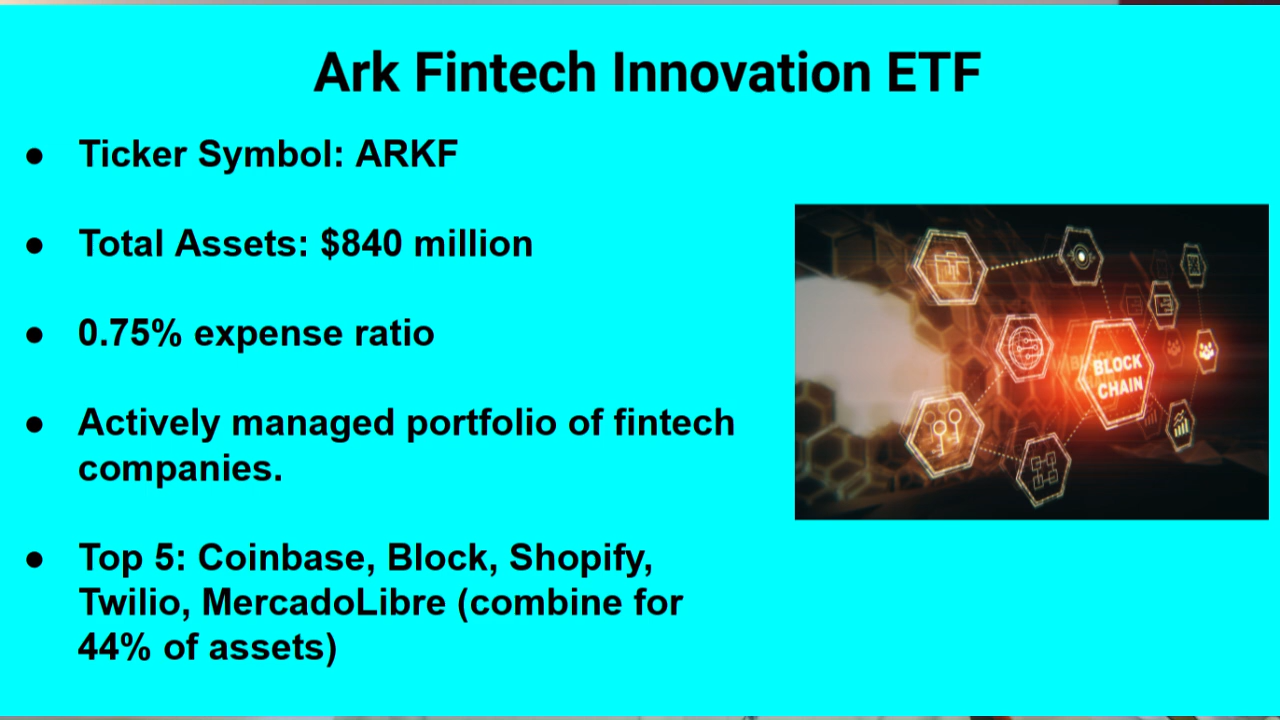 Ark Fintech Innovation ETF
● Ticker Symbol: ARKF
● Total Assets: $840 million
● 0.75% expense ratio
● Actively managed portfolio of fintech
companies.
● Top 5: Coinbase, Block, Shopify,
Twilio, MercadoLibre (combine for
44% of assets)
BLOCK
CHAIN